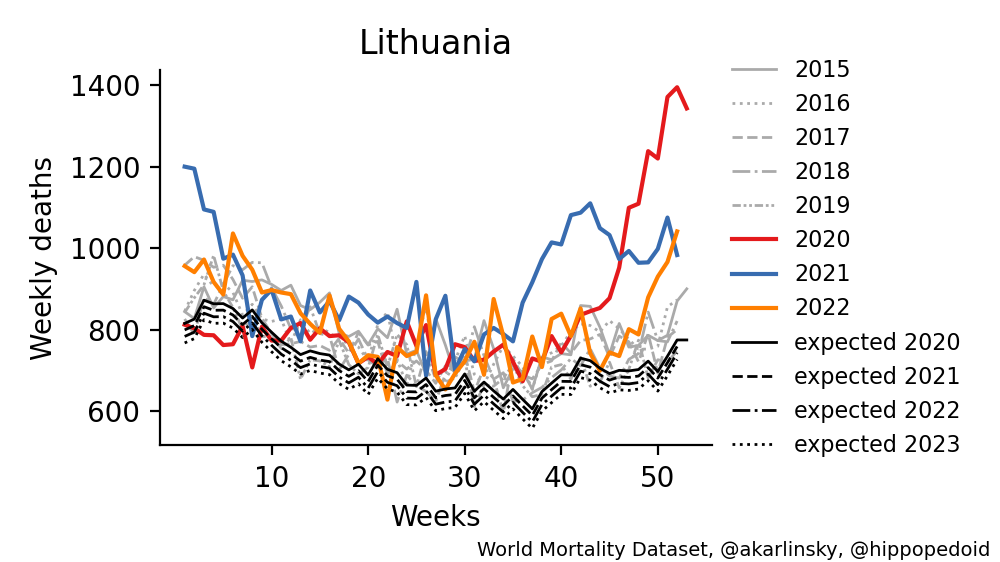 Lithuania
Weekly deaths
1400
1200
1000
800
600
10 20 30 40 50
Weeks
2015
2016
2017
2018
2019
2020
2021
2022
expected 2020
expected 2021
expected 2022
expected 2023
World Mortality Dataset, @akarlinsky, @hippopedoid